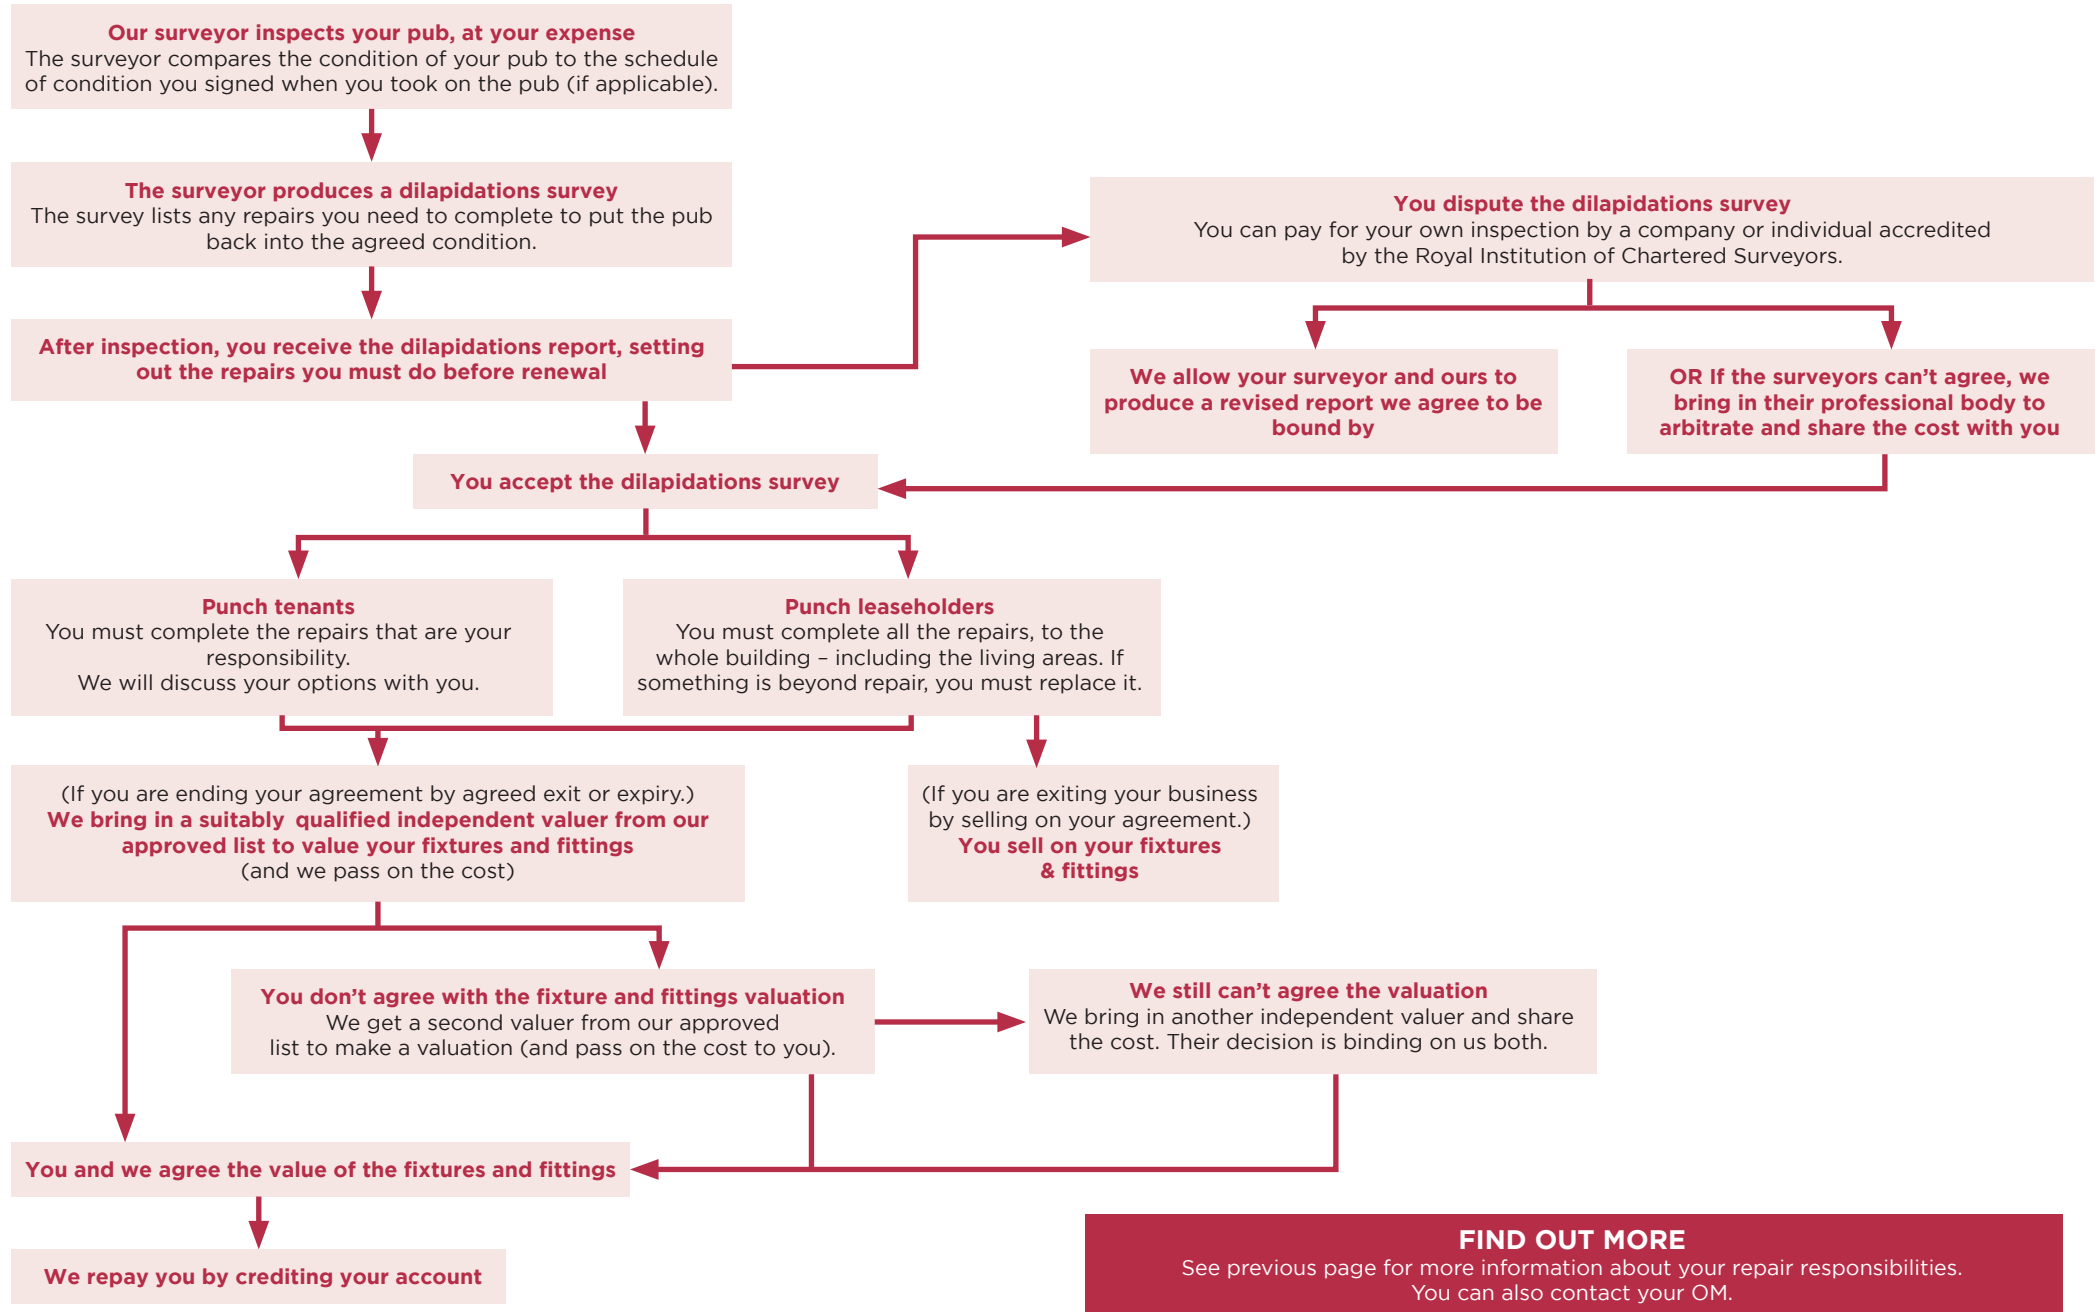 Our surveyor inspects your pub, at your expense
The surveyor compares the condition of your pub to the schedule
of condition you signed when you took on the pub (if applicable).
The surveyor produces a dilapidations survey
The survey lists any repairs you need to complete to put the pub
back into the agreed condition.
You dispute the dilapidations survey
You can pay for your own inspection by a company or individual accredited
by the Royal Institution of Chartered Surveyors.
After inspection, you receive the dilapidations report, setting
out the repairs you must do before renewal
We allow your surveyor and ours to
produce a revised report we agree to be
bound by
OR If the surveyors can’t agree, we
bring in their professional body to
arbitrate and share the cost with you
You accept the dilapidations survey
Punch tenants
You must complete the repairs that are your
responsibility.
We will discuss your options with you.
Punch leaseholders
You must complete all the repairs, to the
whole building – including the living areas. If
something is beyond repair, you must replace it.
(If you are ending your agreement by agreed exit or expiry.)
We bring in a suitably qualified independent valuer from our
approved list to value your fixtures and fittings
(and we pass on the cost)
(If you are exiting your business
by selling on your agreement.)
You sell on your fixtures
& fittings
You don’t agree with the fixture and fittings valuation
We get a second valuer from our approved
list to make a valuation (and pass on the cost to you).
We still can’t agree the valuation
We bring in another independent valuer and share
the cost. Their decision is binding on us both.
You and we agree the value of the fixtures and fittings
We repay you by crediting your account
FIND OUT MORE
See previous page for more information about your repair responsibilities.
You can also contact your OM.